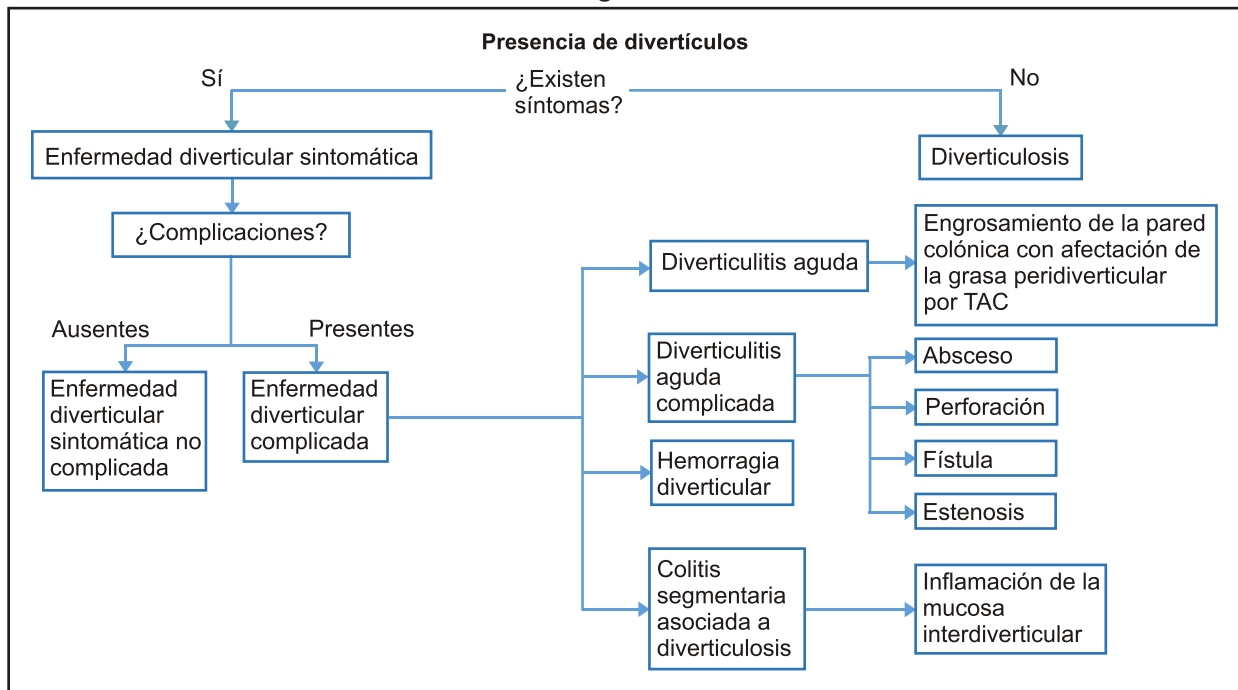 Presencia de divertículos
Sí
¿Existen
síntomas?
No
Enfermedad diverticular sintomática
Diverticulosis
¿Complicaciones?
Ausentes
Presentes
Enfermedad
diverticular
sintomática no
complicada
Enfermedad
diverticular
complicada
Diverticulitis aguda
Engrosamiento de la pared
colónica con afectación de
la grasa peridiverticular
por TAC
Diverticulitis
aguda
complicada
Absceso
Perforación
Fístula
Estenosis
Hemorragia
diverticular
Colitis
segmentaria
asociada a
diverticulosis
Inflamación de la
mucosa
interdiverticular